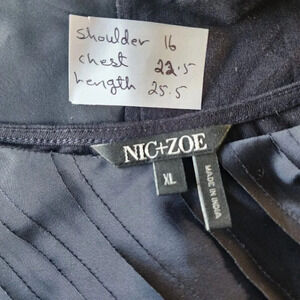 Shoulder 16
Chest 22.5
Length 25.5
NIC+ZOE
XL
MADE IN INDIA